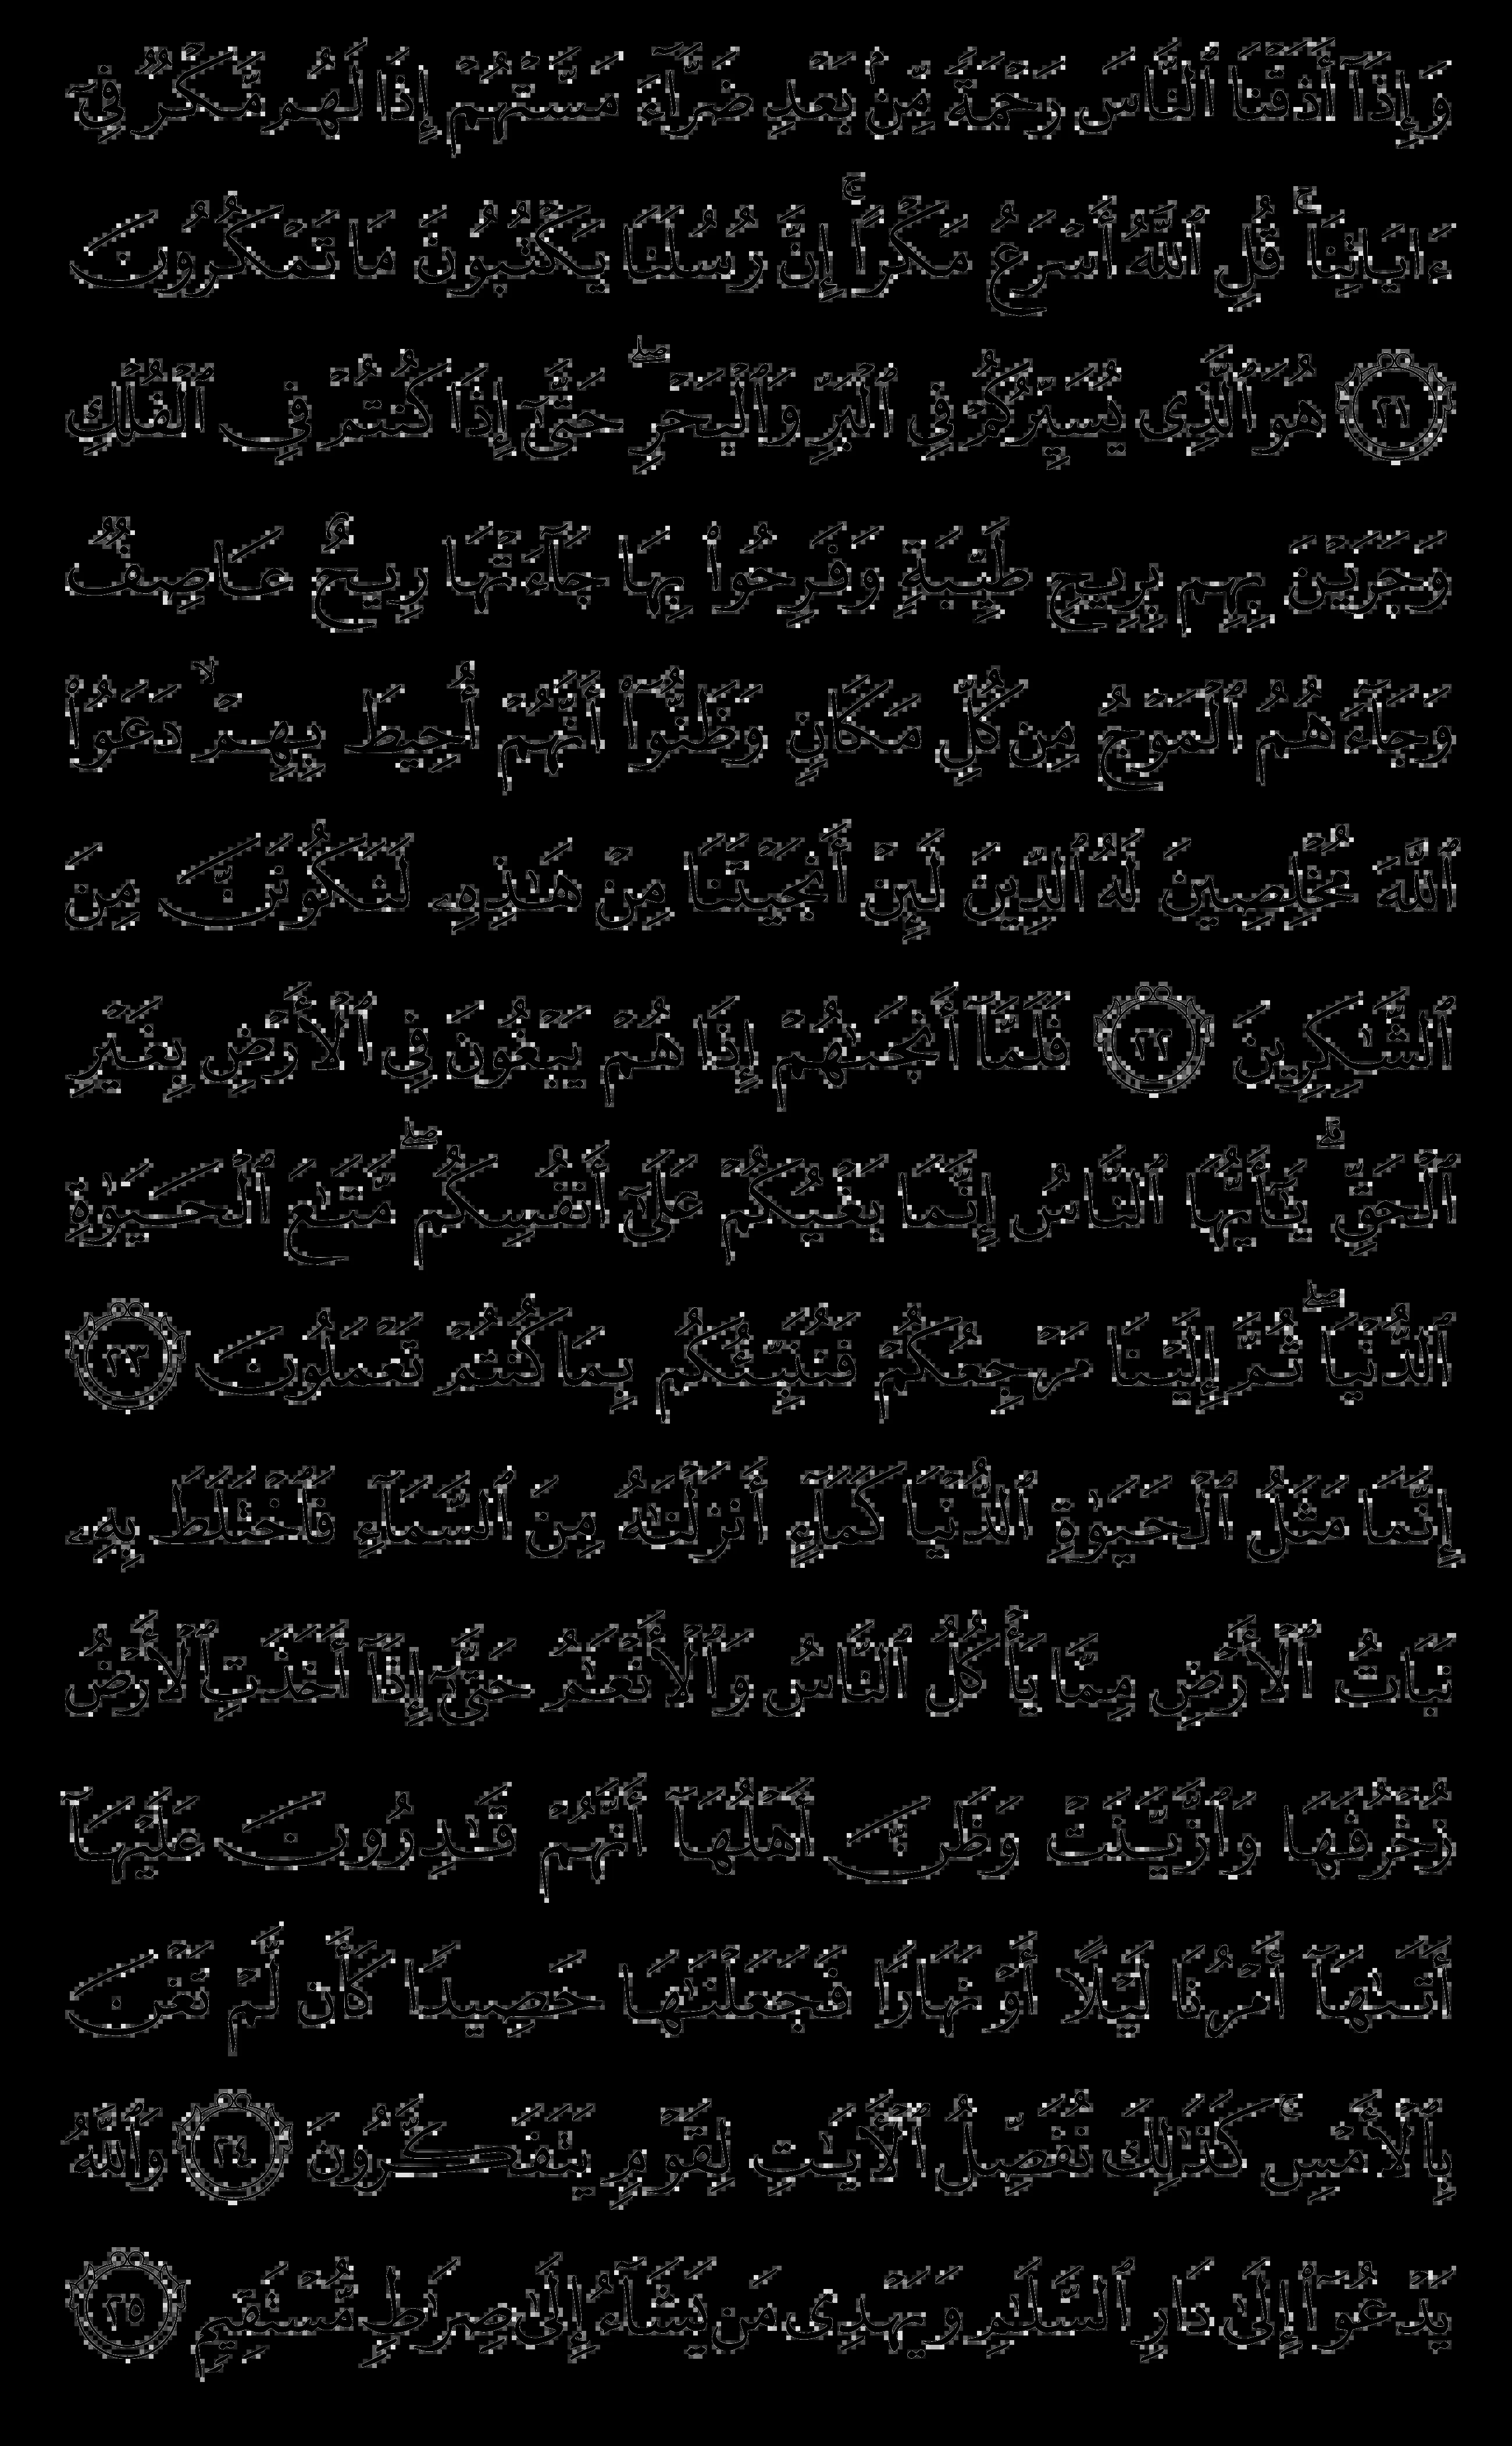 وَإِذَآ أَذَقْنَا ٱلنَّاسَ رَحْمَةً مِّنۢ بَعْدِ ضَرَّآءَ مَسَّتْهُمْ إِذَا لَهُم مَّكْرٌ فِىٓ
ءَايَاتِنَا ۚ قُلِ ٱللَّهُ أَسْرَعُ مَكْرًا ۚ إِنَّ رُسُلَنَا يَكْتُبُونَ مَا تَمْكُرُونَ
٢١ هُوَ ٱلَّذِى يُسَيِّرُكُمْ فِى ٱلْبَرِّ وَٱلْبَحْرِ ۖ حَتَّىٰٓ إِذَا كُنتُمْ فِى ٱلْفُلْكِ
وَجَرَيْنَ بِهِم بِرِيحٍ طَيِّبَةٍ وَفَرِحُوا۟ بِهَا جَآءَتْهَا رِيحٌ عَاصِفٌ
وَجَآءَهُمُ ٱلْمَوْجُ مِن كُلِّ مَكَانٍ وَظَنُّوٓا۟ أَنَّهُمْ أُحِيطَ بِهِمْ ۙ دَعَوُا۟
ٱللَّهَ مُخْلِصِينَ لَهُ ٱلدِّينَ لَئِنْ أَنجَيْتَنَا مِنْ هَـٰذِهِۦ لَنَكُونَنَّ مِنَ
ٱلشَّـٰكِرِينَ ٢٢ فَلَمَّآ أَنجَىٰهُمْ إِذَا هُمْ يَبْغُونَ فِى ٱلْأَرْضِ بِغَيْرِ
ٱلْحَقِّ ۗ يَـٰٓأَيُّهَا ٱلنَّاسُ إِنَّمَا بَغْيُكُمْ عَلَىٰٓ أَنفُسِكُم ۖ مَّتَـٰعَ ٱلْحَيَوٰةِ
ٱلدُّنْيَا ۖ ثُمَّ إِلَيْنَا مَرْجِعُكُمْ فَنُنَبِّئُكُم بِمَا كُنتُمْ تَعْمَلُونَ ٢٣
إِنَّمَا مَثَلُ ٱلْحَيَوٰةِ ٱلدُّنْيَا كَمَآءٍ أَنزَلْنَـٰهُ مِنَ ٱلسَّمَآءِ فَٱخْتَلَطَ بِهِۦ
نَبَاتُ ٱلْأَرْضِ مِمَّا يَأْكُلُ ٱلنَّاسُ وَٱلْأَنْعَـٰمُ حَتَّىٰٓ إِذَآ أَخَذَتِ ٱلْأَرْضُ
زُخْرُفَهَا وَٱزَّيَّنَتْ وَظَنَّ أَهْلُهَآ أَنَّهُمْ قَـٰدِرُونَ عَلَيْهَآ
أَتَىٰهَآ أَمْرُنَا لَيْلًا أَوْ نَهَارًا فَجَعَلْنَـٰهَا حَصِيدًا كَأَن لَّمْ تَغْنَ
بِٱلْأَمْسِ ۚ كَذَٰلِكَ نُفَصِّلُ ٱلْـَٔايَـٰتِ لِقَوْمٍ يَتَفَكَّرُونَ ٢٤ وَٱللَّهُ
يَدْعُوٓا۟ إِلَىٰ دَارِ ٱلسَّلَـٰمِ وَيَهْدِى مَن يَشَآءُ إِلَىٰ صِرَٰطٍ مُّسْتَقِيمٍ ٢٥